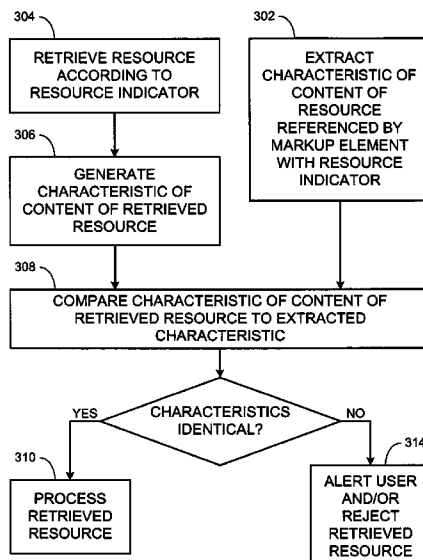 304
RETRIEVE RESOURCE
ACCORDING TO
RESOURCE INDICATOR
302
EXTRACT
CHARACTERISTIC OF
CONTENT OF
RESOURCE
REFERENCED BY
MARKUP ELEMENT
WITH RESOURCE
INDICATOR
306
GENERATE
CHARACTERISTIC OF
CONTENT OF RETRIEVED
RESOURCE
308
COMPARE CHARACTERISTIC OF CONTENT OF
RETRIEVED RESOURCE TO EXTRACTED
CHARACTERISTIC
CHARACTERISTICS
IDENTICAL?
YES
NO
310
PROCESS
RETRIEVED
RESOURCE
314
ALERT USER
AND/OR
REJECT
RETRIEVED
RESOURCE